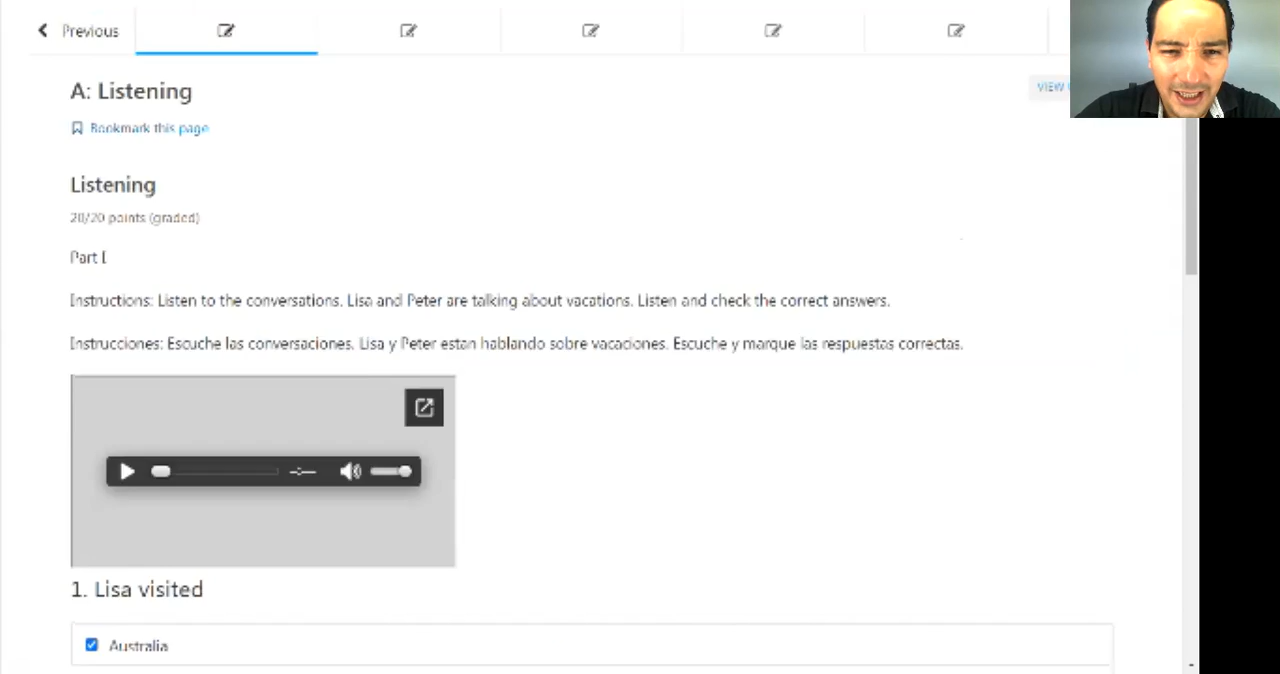 Previous
A: Listening
VIEW
Bookmark this page
Listening
20/20 points (graded)
Part I
Instructions: Listen to the conversations. Lisa and Peter are talking about vacations. Listen and check the correct answers.
Instrucciones: Escuche las conversaciones. Lisa y Peter estan hablando sobre vacaciones. Escuche y marque las respuestas correctas.
1. Lisa visited
Australia